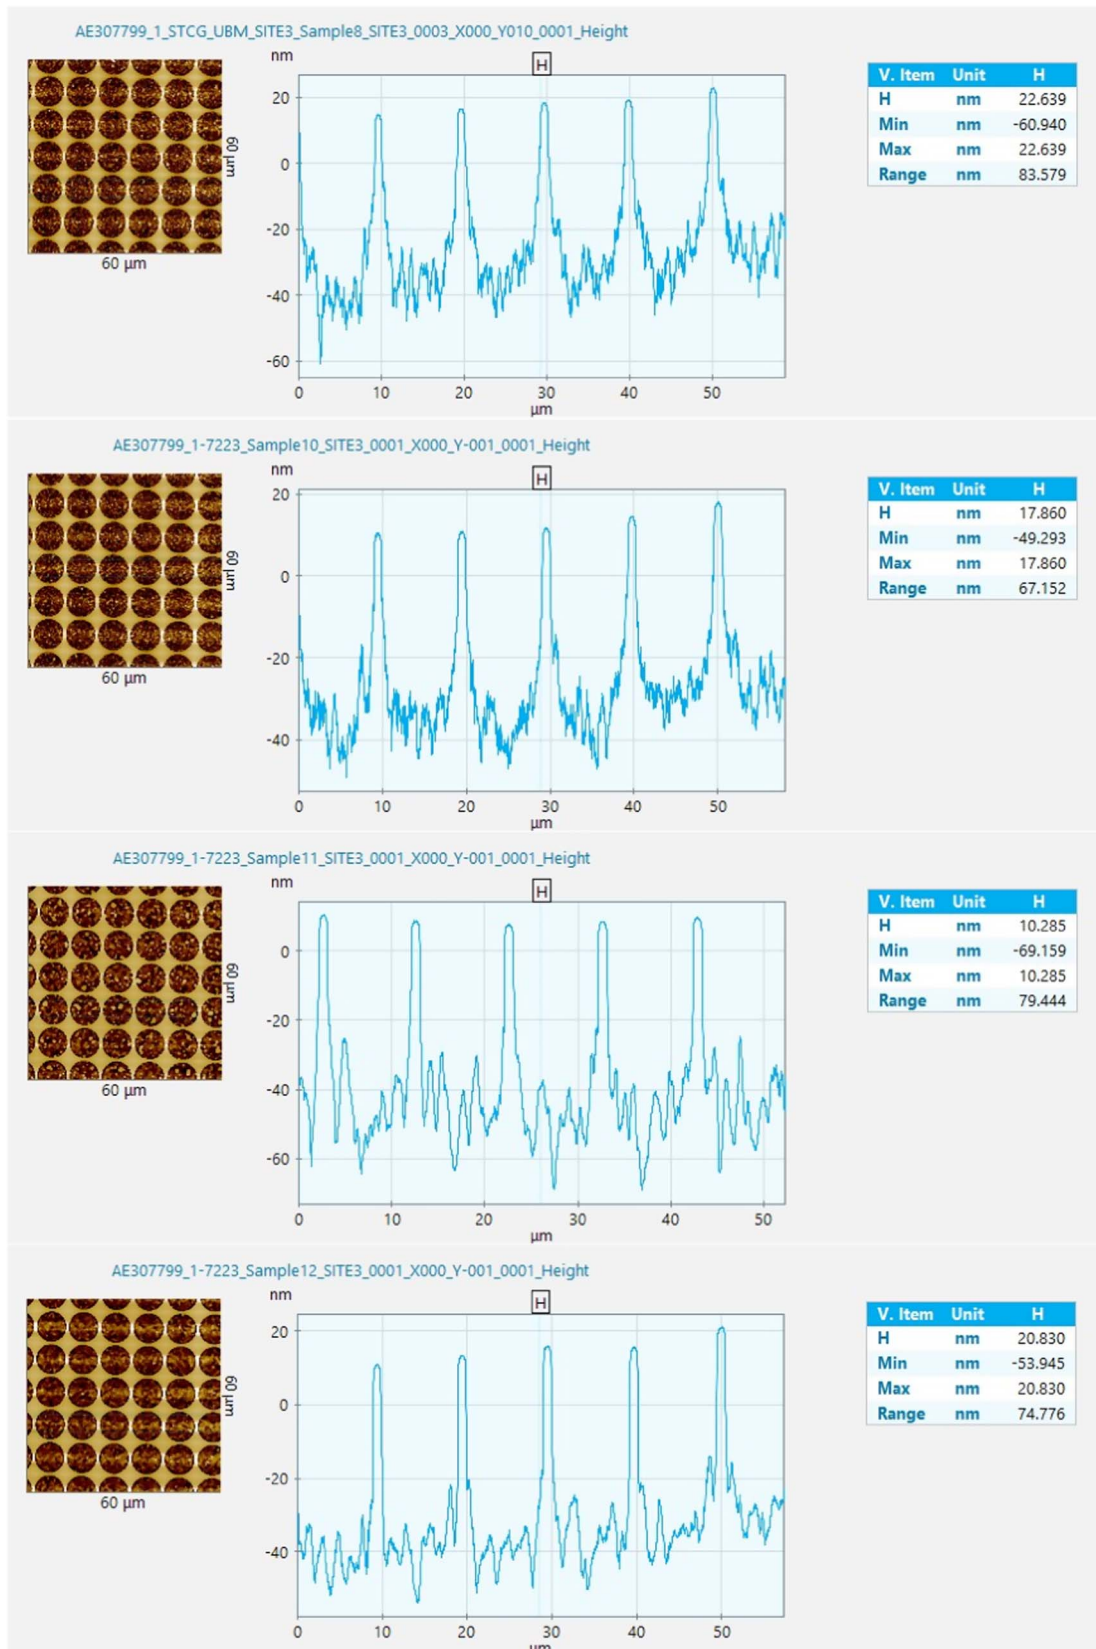 AE307799_1_STCG_UBM_SITE3_Sample8_SITE3_0003_X000_Y010_0001_Height
nm
H
60 µm
60 µm
20
0
-20
-40
-60
0 10 20 30 40 50
µm
V. Item Unit H
H nm 22.639
Min nm -60.940
Max nm 22.639
Range nm 83.579
AE307799_1-7223_Sample10_SITE3_0001_X000_Y-001_0001_Height
nm
H
60 µm
60 µm
20
0
-20
-40
0 10 20 30 40 50
µm
V. Item Unit H
H nm 17.860
Min nm -49.293
Max nm 17.860
Range nm 67.152
AE307799_1-7223_Sample11_SITE3_0001_X000_Y-001_0001_Height
nm
H
60 µm
60 µm
0
-20
-40
-60
0 10 20 30 40 50
µm
V. Item Unit H
H nm 10.285
Min nm -69.159
Max nm 10.285
Range nm 79.444
AE307799_1-7223_Sample12_SITE3_0001_X000_Y-001_0001_Height
nm
H
60 µm
60 µm
20
0
-20
-40
0 10 20 30 40 50
µm
V. Item Unit H
H nm 20.830
Min nm -53.945
Max nm 20.830
Range nm 74.776